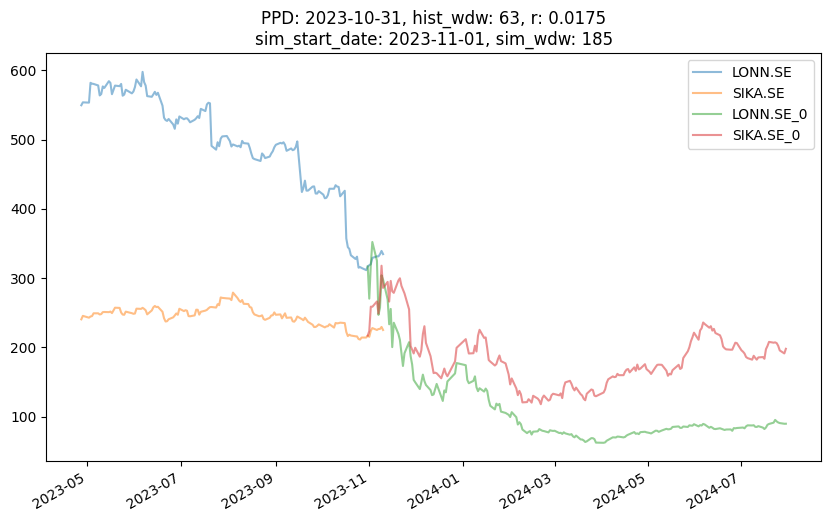 PPD: 2023-10-31, hist_wdw: 63, r: 0.0175
sim_start_date: 2023-11-01, sim_wdw: 185
LONN.SE
SIKA.SE
LONN.SE_0
SIKA.SE_0
600
500
400
300
200
100
2023-05
2023-07
2023-09
2023-11
2024-01
2024-03
2024-05
2024-07